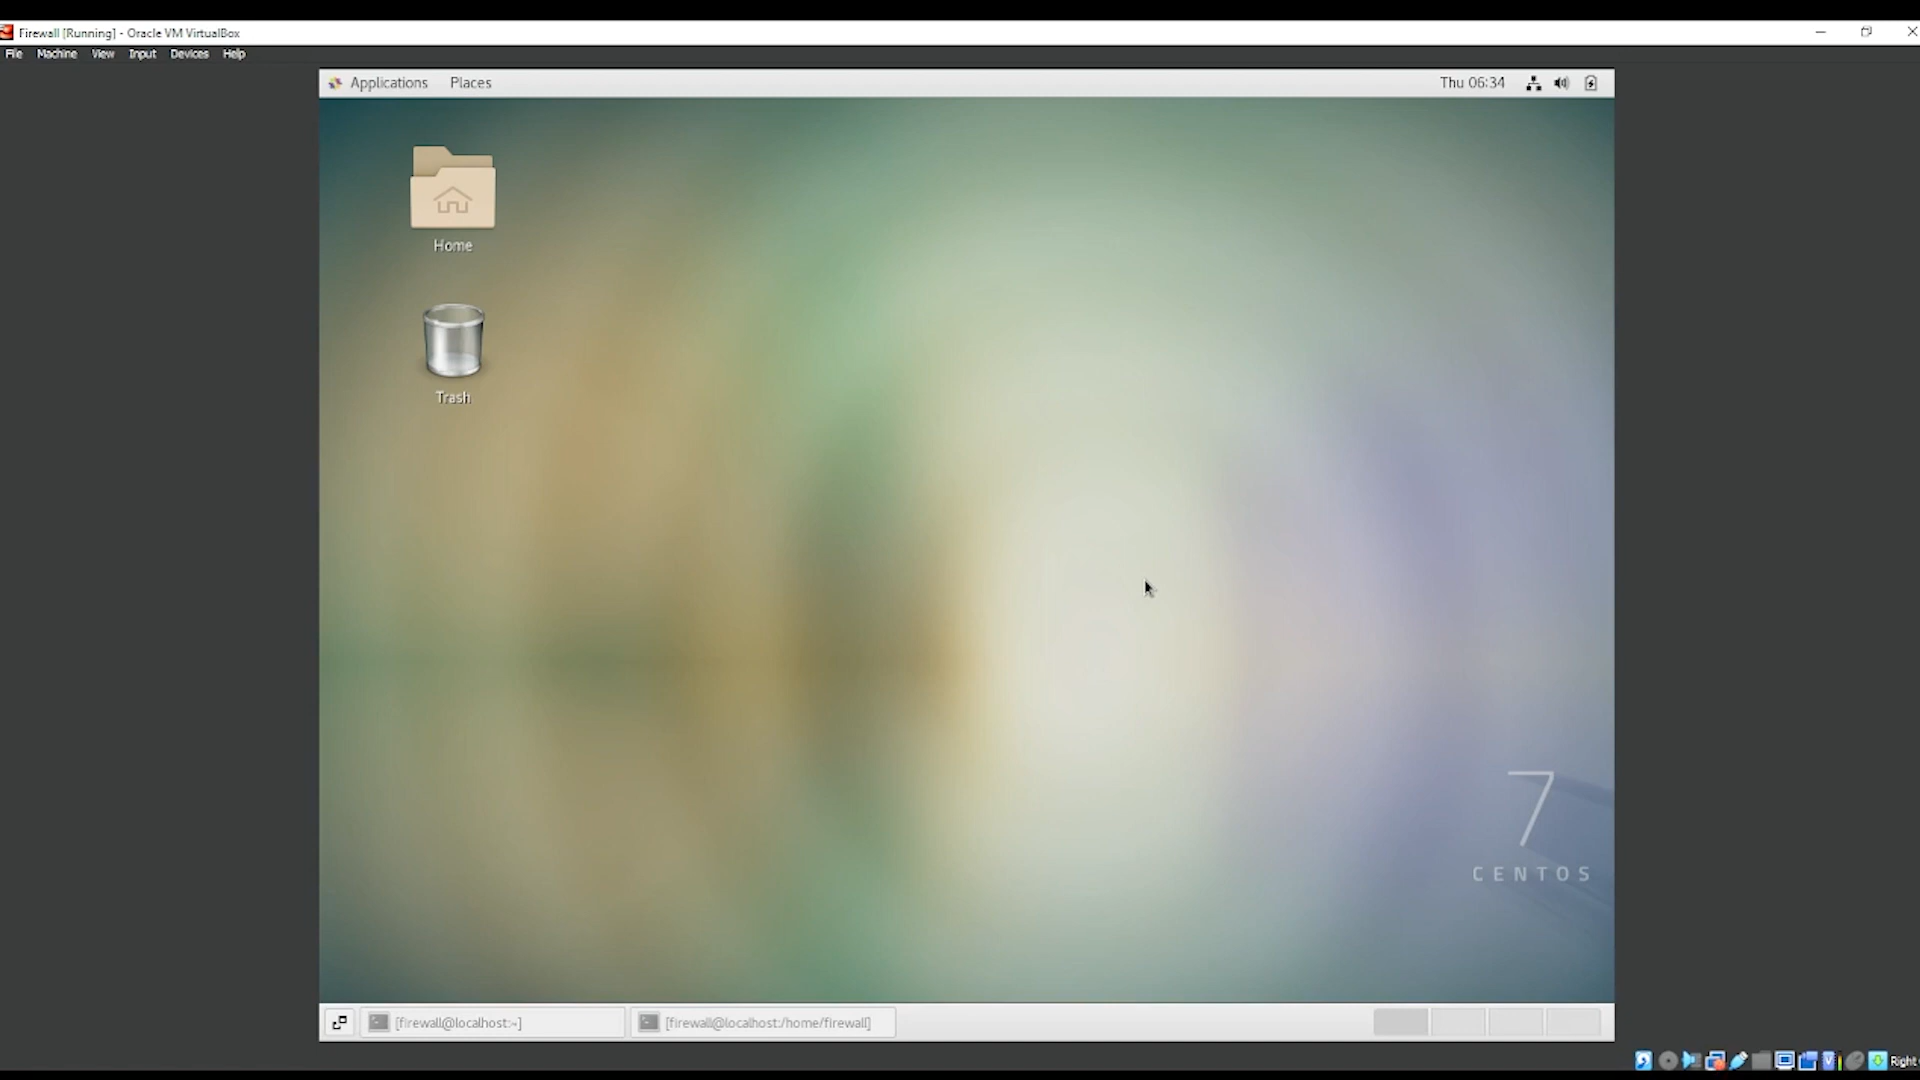 Firewall [Running] - Oracle VM VirtualBox
File Machine View Input Devices Help
Applications Places Thu 06:34
Home
Trash
7
CENTOS
[firewall@localhost:~] [firewall@localhost:/home/firewall]
Right